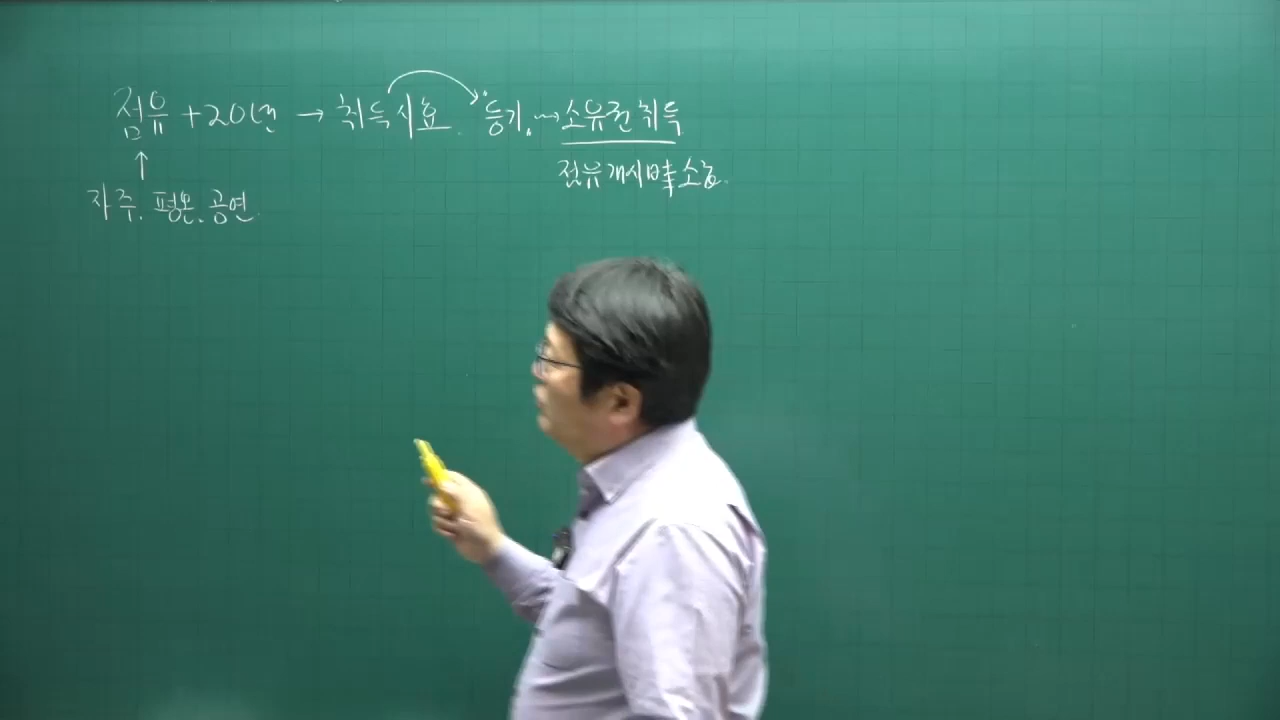 점유 +20년 → 취득시효. 등기. → 소유권 취득
점유개시時 소급.
↑
자주. 평온. 공연.